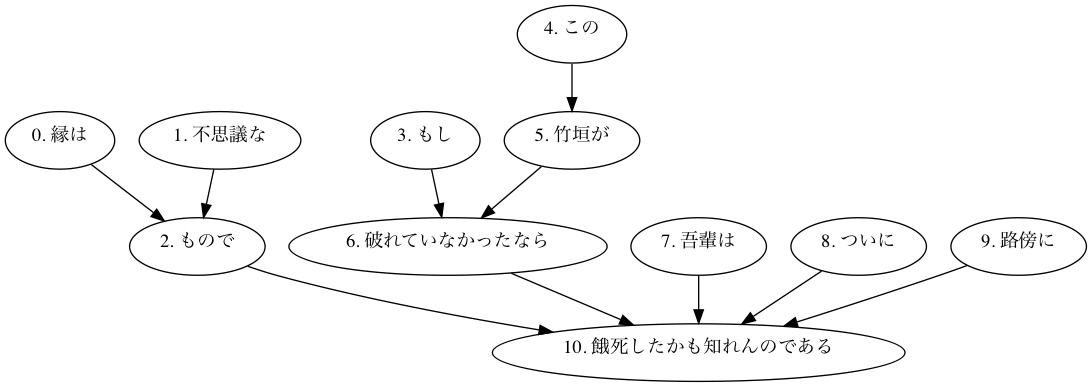 4. この
0. 縁は
1. 不思議な
3. もし
5. 竹垣が
2. もので
6. 破れていなかったなら
7. 吾輩は
8. ついに
9. 路傍に
10. 餓死したかも知れんのである